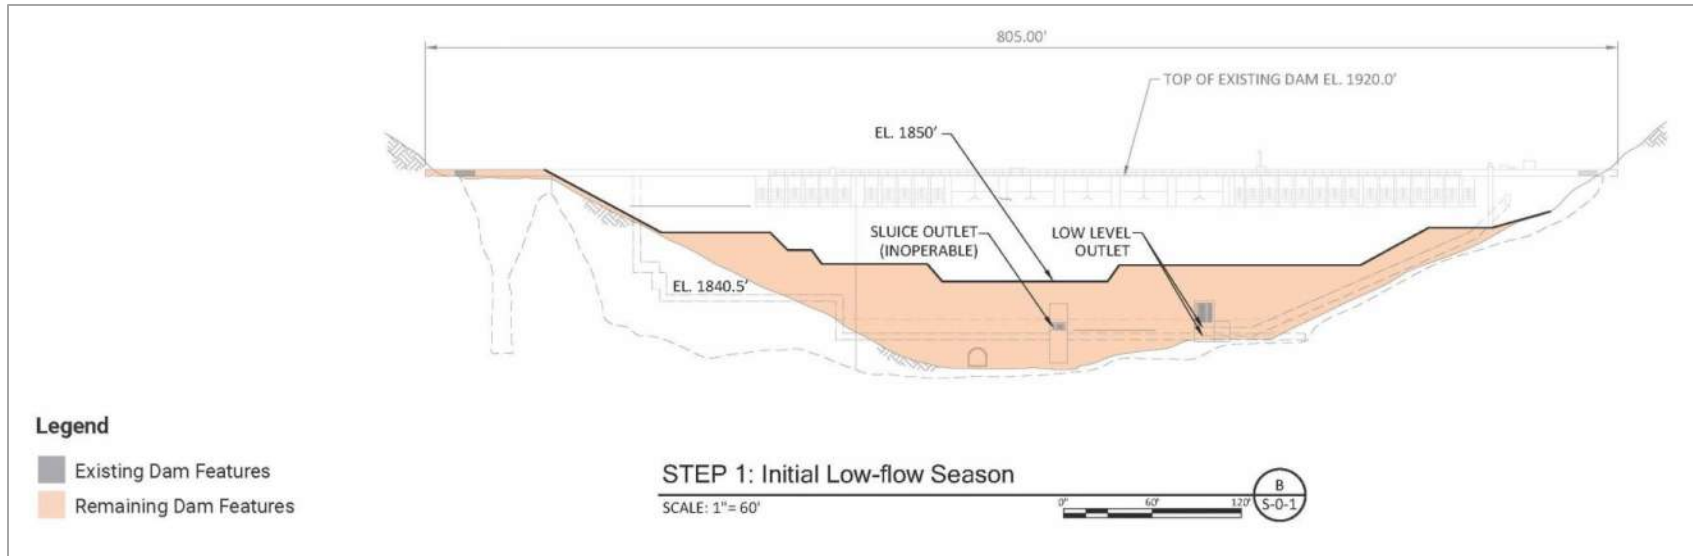 805.00'
TOP OF EXISTING DAM EL. 1920.0'
EL. 1850'
SLUICE OUTLET
(INOPERABLE)
LOW LEVEL
OUTLET
EL. 1840.5'
Legend
Existing Dam Features
Remaining Dam Features
STEP 1: Initial Low-flow Season
SCALE: 1"= 60'
0" 60' 120'
B
S-0-1